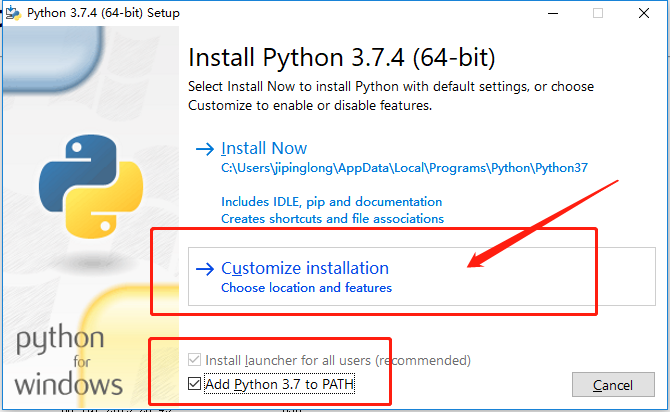 Python 3.7.4 (64-bit) Setup
Install Python 3.7.4 (64-bit)
Select Install Now to install Python with default settings, or choose
Customize to enable or disable features.
Install Now
C:\Users\jipinglong\AppData\Local\Programs\Python\Python37
Includes IDLE, pip and documentation
Creates shortcuts and file associations
Customize installation
Choose location and features
python
for
windows
Install launcher for all users (recommended)
Add Python 3.7 to PATH
Cancel